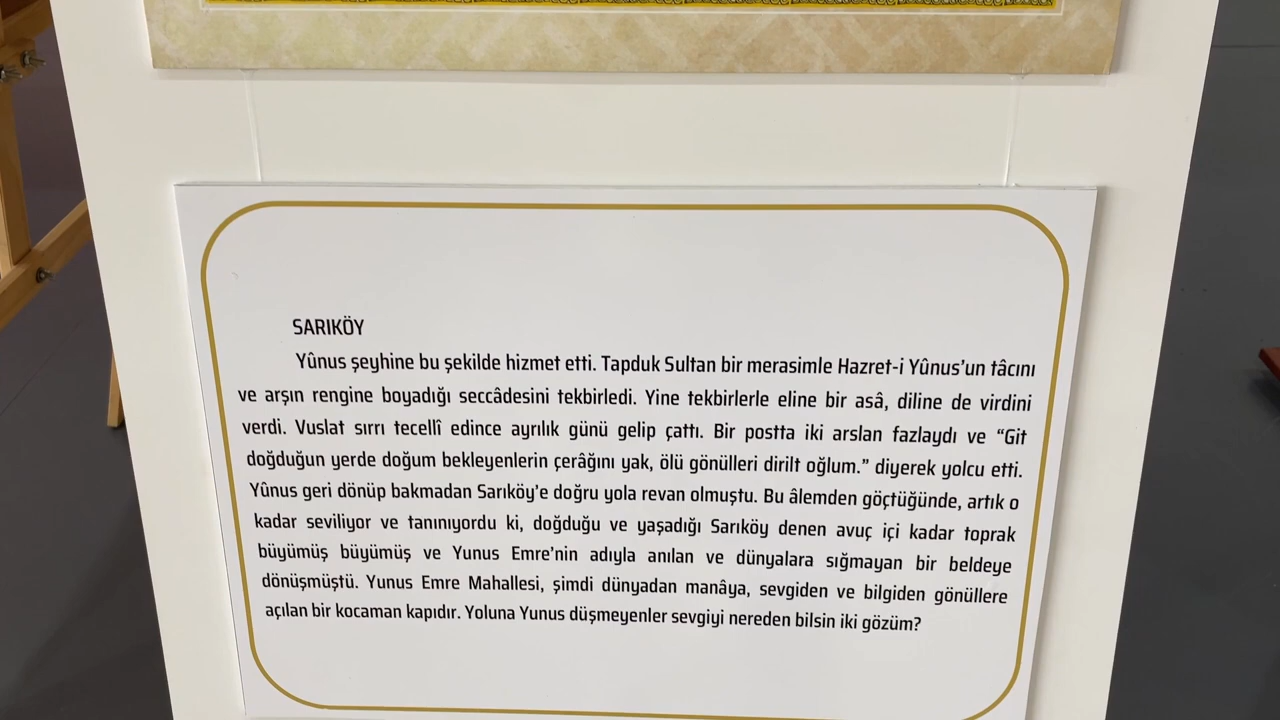 SARIKÖY
Yûnus şeyhine bu şekilde hizmet etti. Tapduk Sultan bir merasimle Hazret-i Yûnus’un tâcını
ve arşın rengine boyadığı seccâdesini tekbirledi. Yine tekbirlerle eline bir asâ, diline de virdini
verdi. Vuslat sırrı tecellî edince ayrılık günü gelip çattı. Bir postta iki arslan fazlaydı ve “Git
doğduğun yerde doğum bekleyenlerin çerâğını yak, ölü gönülleri dirilt oğlum.” diyerek yolcu etti.
Yûnus geri dönüp bakmadan Sarıköy’e doğru yola revan olmuştu. Bu âlemden göçtüğünde, artık o
kadar seviliyor ve tanınıyordu ki, doğduğu ve yaşadığı Sarıköy denen avuç içi kadar toprak
büyümüş büyümüş ve Yunus Emre’nin adıyla anılan ve dünyalara sığmayan bir beldeye
dönüşmüştü. Yunus Emre Mahallesi, şimdi dünyadan manâya, sevgiden ve bilgiden gönüllere
açılan bir kocaman kapıdır. Yoluna Yunus düşmeyenler sevgiyi nereden bilsin iki gözüm?